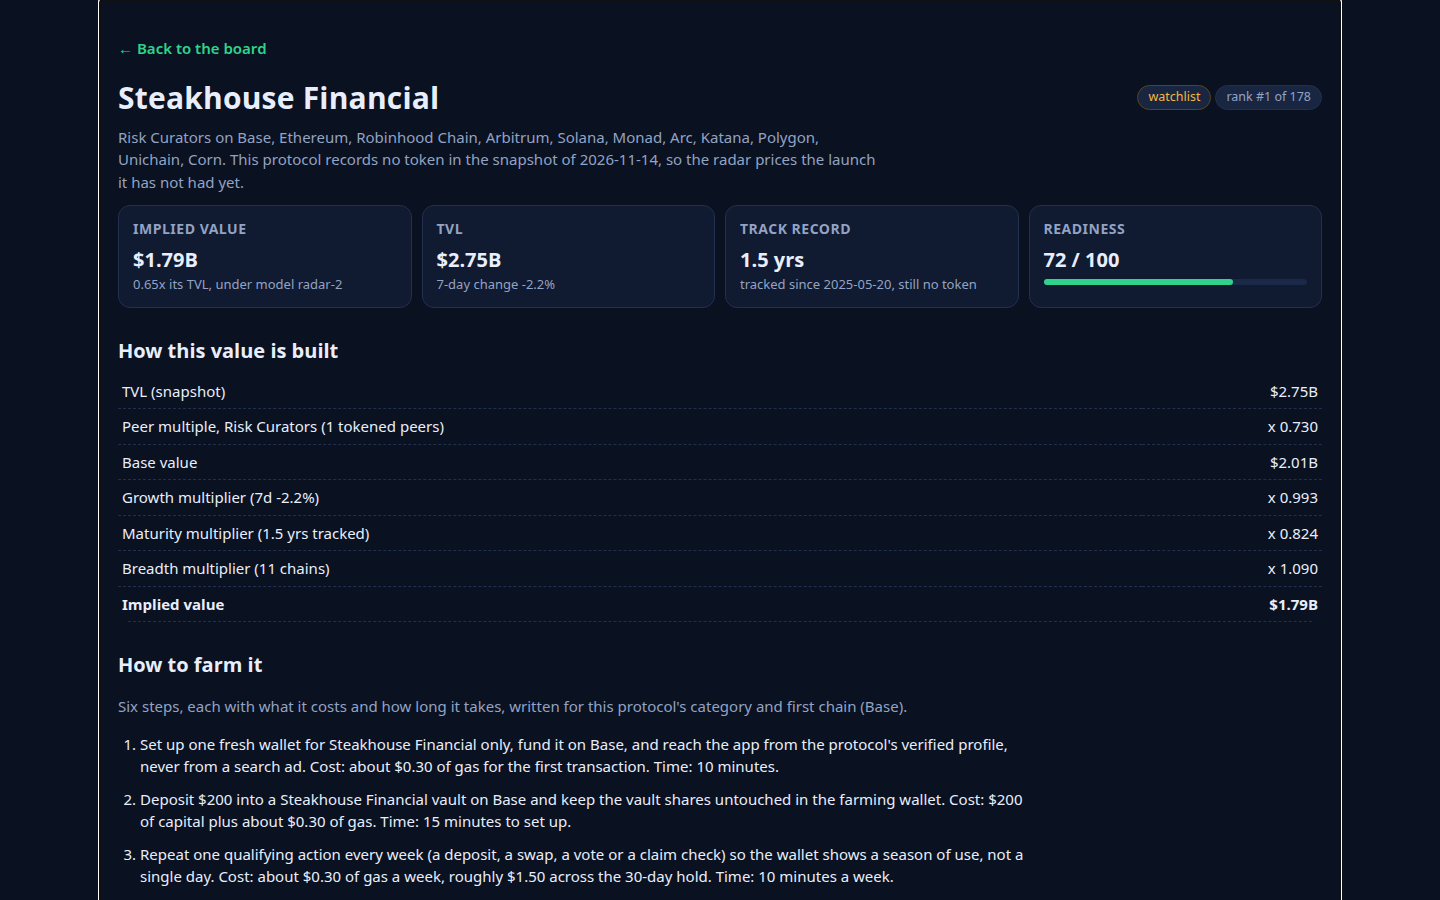 ← Back to the board
Steakhouse Financial
watchlist
rank #1 of 178
Risk Curators on Base, Ethereum, Robinhood Chain, Arbitrum, Solana, Monad, Arc, Katana, Polygon,
Unichain, Corn. This protocol records no token in the snapshot of 2026-11-14, so the radar prices the launch
it has not had yet.
IMPLIED VALUE
$1.79B
0.65x its TVL, under model radar-2
TVL
$2.75B
7-day change -2.2%
TRACK RECORD
1.5 yrs
tracked since 2025-05-20, still no token
READINESS
72 / 100
How this value is built
TVL (snapshot) $2.75B
Peer multiple, Risk Curators (1 tokened peers) x 0.730
Base value $2.01B
Growth multiplier (7d -2.2%) x 0.993
Maturity multiplier (1.5 yrs tracked) x 0.824
Breadth multiplier (11 chains) x 1.090
Implied value $1.79B
How to farm it
Six steps, each with what it costs and how long it takes, written for this protocol's category and first chain (Base).
1. Set up one fresh wallet for Steakhouse Financial only, fund it on Base, and reach the app from the protocol's verified profile,
never from a search ad. Cost: about $0.30 of gas for the first transaction. Time: 10 minutes.
2. Deposit $200 into a Steakhouse Financial vault on Base and keep the vault shares untouched in the farming wallet. Cost: $200
of capital plus about $0.30 of gas. Time: 15 minutes to set up.
3. Repeat one qualifying action every week (a deposit, a swap, a vote or a claim check) so the wallet shows a season of use, not a
single day. Cost: about $0.30 of gas a week, roughly $1.50 across the 30-day hold. Time: 10 minutes a week.